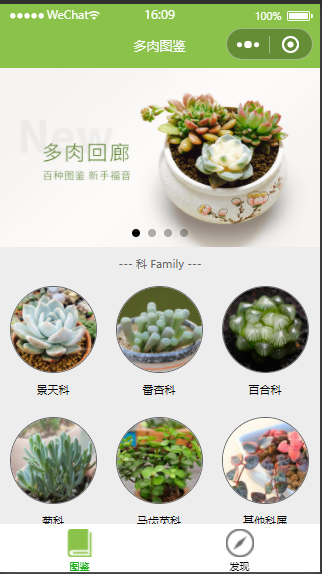 WeChat
16:09
100%
多肉图鉴
New
多肉回廊
百种图鉴 新手福音
--- 科 Family ---
景天科
番杏科
百合科
菊科
马齿苋科
其他科属
图鉴
发现